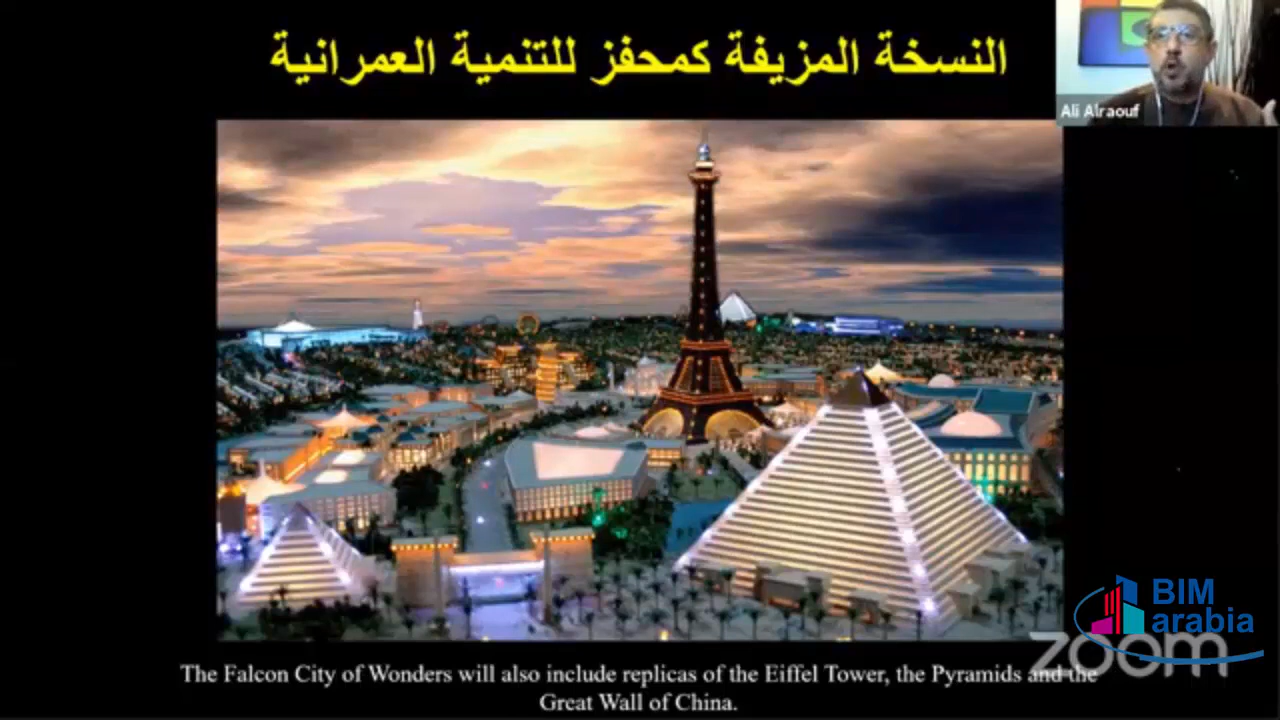 النسخة المزيفة كمحفز للتنمية العمرانية
Ali Alraouf
The Falcon City of Wonders will also include replicas of the Eiffel Tower, the Pyramids and the
Great Wall of China.
BIM
arabia
zoom